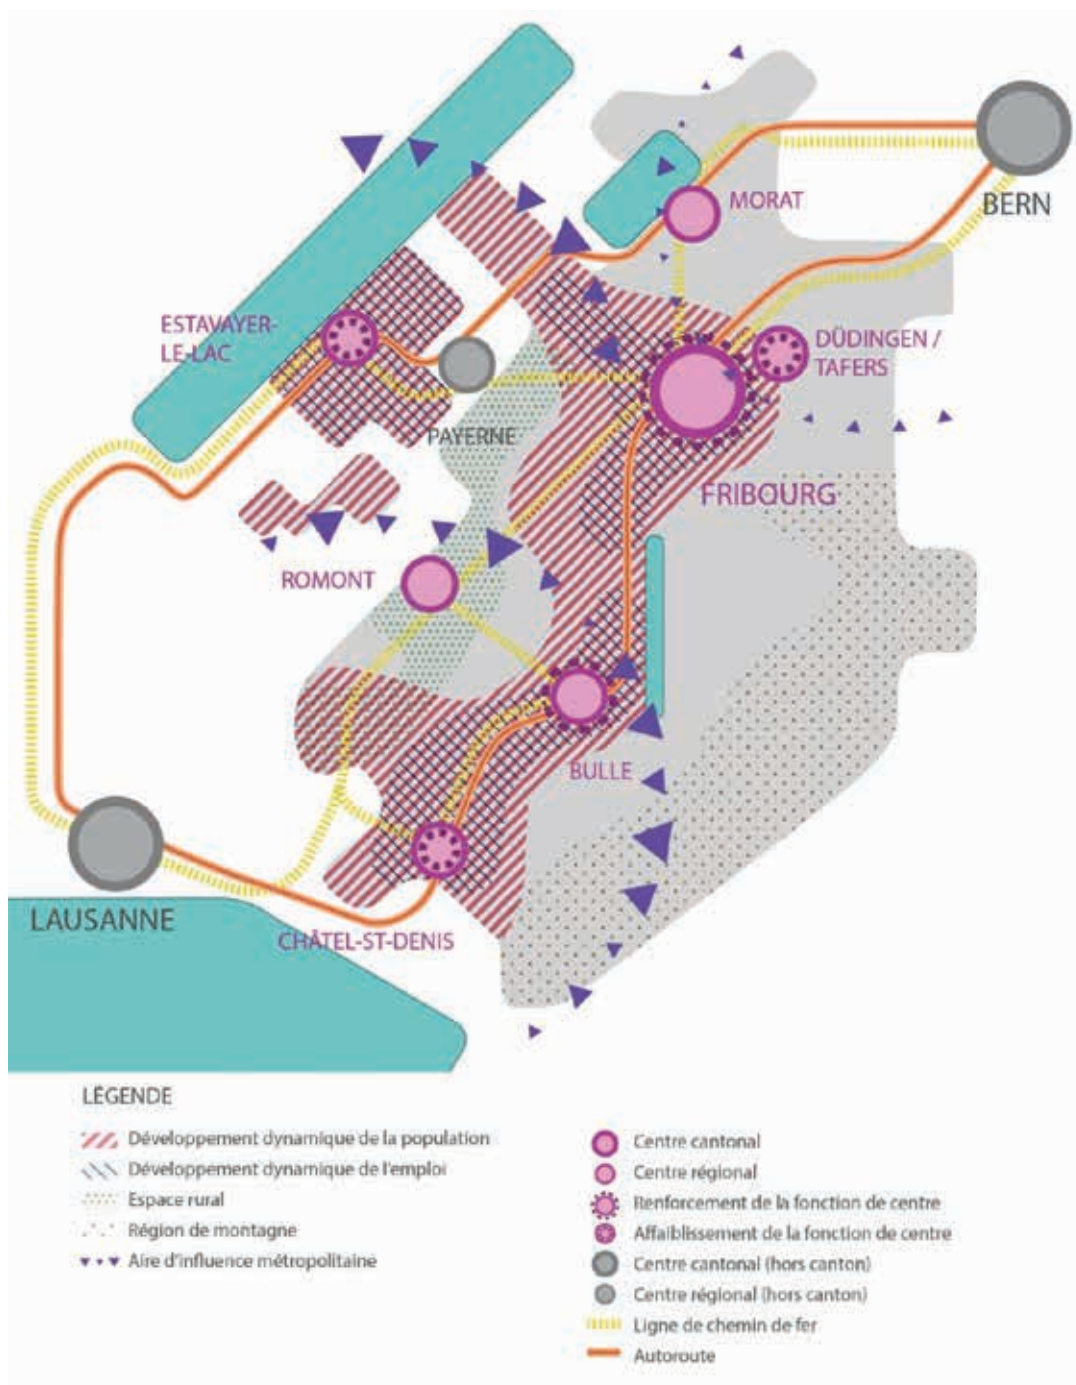 MORAT
BERN
ESTAVAYER-
LE-LAC
DÜDINGEN /
TAFERS
PAYERNE
FRIBOURG
ROMONT
BULLE
LAUSANNE
CHÂTEL-ST-DENIS
LÉGENDE
Développement dynamique de la population
Développement dynamique de l'emploi
Espace rural
Région de montagne
Aire d'influence métropolitaine
Centre cantonal
Centre régional
Renforcement de la fonction de centre
Affaiblissement de la fonction de centre
Centre cantonal (hors canton)
Centre régional (hors canton)
Ligne de chemin de fer
Autoroute